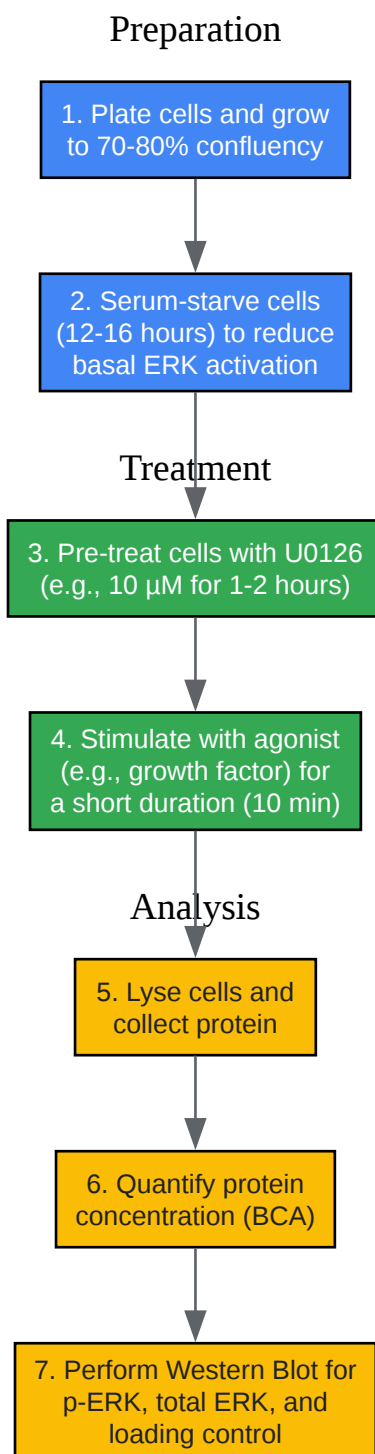 Preparation
1. Plate cells and grow
to 70-80% confluency
2. Serum-starve cells
(12-16 hours) to reduce
basal ERK activation
Treatment
3. Pre-treat cells with U0126
(e.g., 10 µM for 1-2 hours)
4. Stimulate with agonist
(e.g., growth factor) for
a short duration (10 min)
Analysis
5. Lyse cells and
collect protein
6. Quantify protein
concentration (BCA)
7. Perform Western Blot for
p-ERK, total ERK, and
loading control